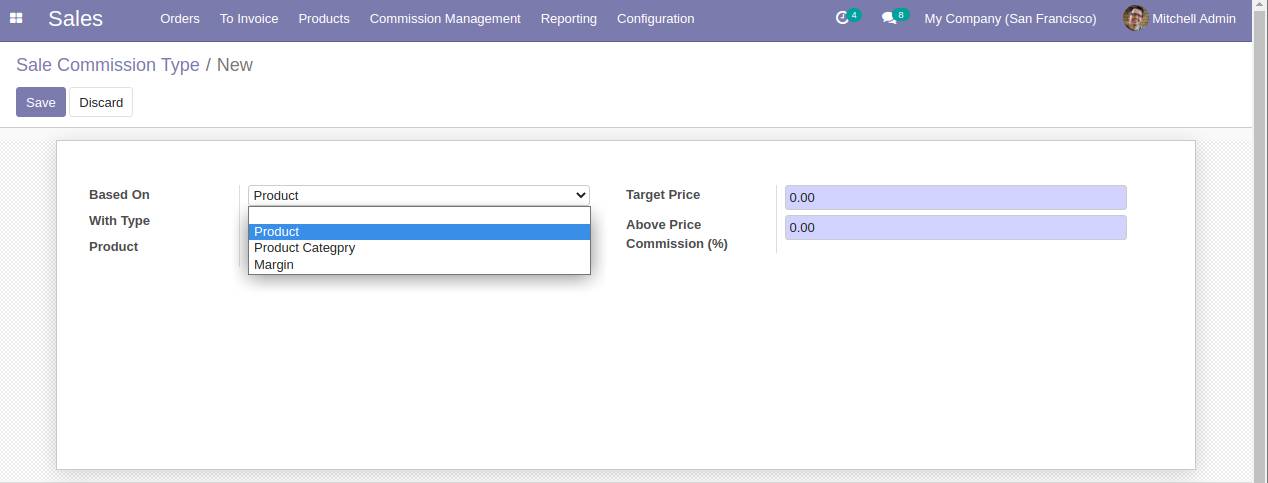 Sales Orders To Invoice Products Commission Management Reporting Configuration 4 8 My Company (San Francisco) Mitchell Admin
Sale Commission Type / New
Save Discard
Based On Product Target Price 0.00
With Type
Product
Product
Product Categpry
Margin
Above Price 0.00
Commission (%)